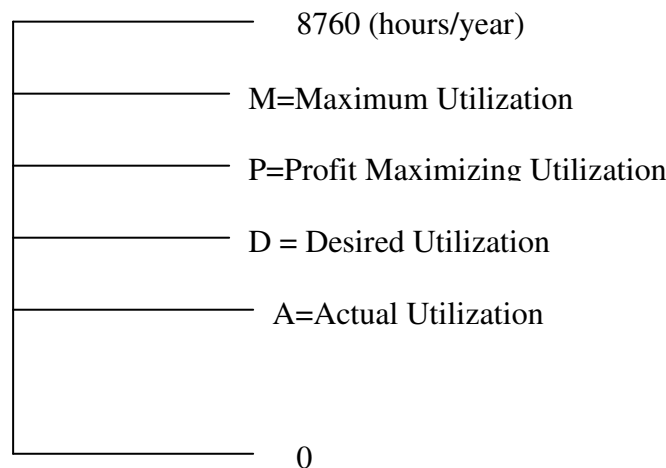 8760 (hours/year)
M=Maximum Utilization
P=Profit Maximizing Utilization
D = Desired Utilization
A=Actual Utilization
0